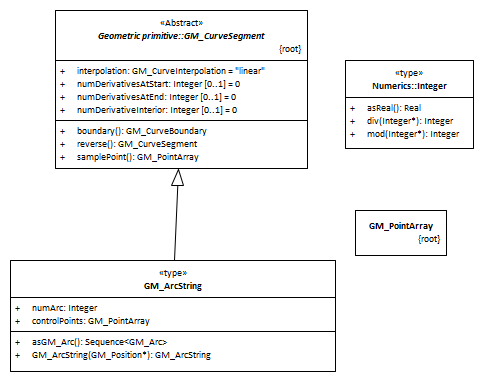 «Abstract»
Geometric primitive::GM_CurveSegment
{root}
+ interpolation: GM_CurveInterpolation = "linear"
+ numDerivativesAtStart: Integer [0..1] = 0
+ numDerivativesAtEnd: Integer [0..1] = 0
+ numDerivativeInterior: Integer [0..1] = 0
+ boundary(): GM_CurveBoundary
+ reverse(): GM_CurveSegment
+ samplePoint(): GM_PointArray
«type»
Numerics::Integer
+ asReal(): Real
+ div(Integer*): Integer
+ mod(Integer*): Integer
GM_PointArray
{root}
«type»
GM_ArcString
+ numArc: Integer
+ controlPoints: GM_PointArray
+ asGM_Arc(): Sequence<GM_Arc>
+ GM_ArcString(GM_Position*): GM_ArcString